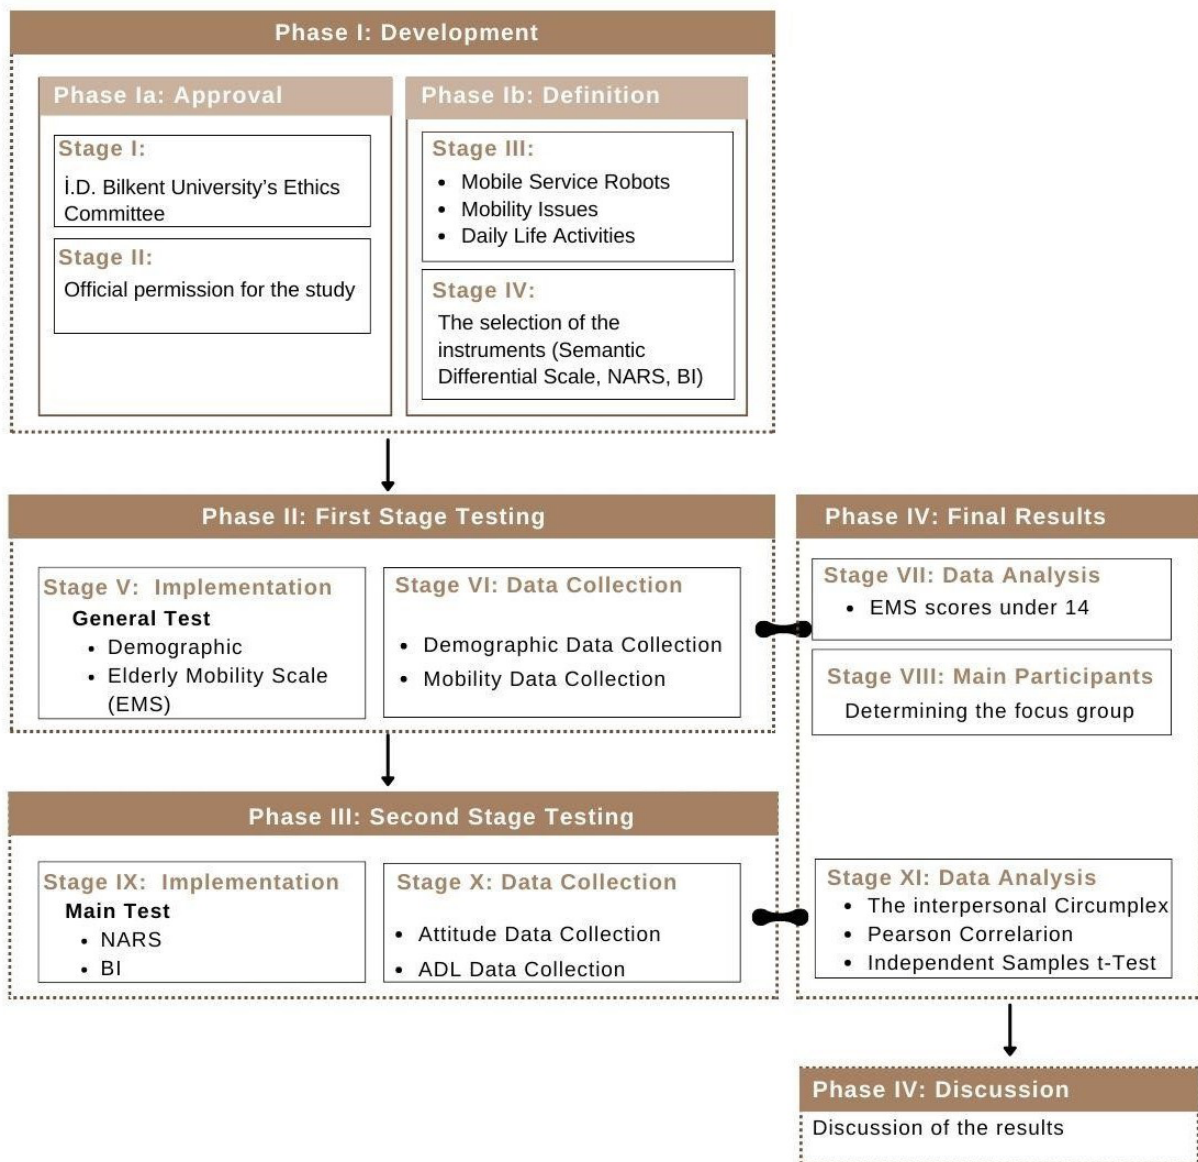 Phase I: Development
Phase Ia: Approval
Stage I:
İ.D. Bilkent University's Ethics
Committee
Stage II:
Official permission for the study
Phase Ib: Definition
Stage III:
• Mobile Service Robots
• Mobility Issues
• Daily Life Activities
Stage IV:
The selection of the
instruments (Semantic
Differential Scale, NARS, BI)
Phase II: First Stage Testing
Stage V: Implementation
General Test
• Demographic
• Elderly Mobility Scale
(EMS)
Stage VI: Data Collection
• Demographic Data Collection
• Mobility Data Collection
Phase III: Second Stage Testing
Stage IX: Implementation
Main Test
• NARS
• BI
Stage X: Data Collection
• Attitude Data Collection
• ADL Data Collection
Phase IV: Final Results
Stage VII: Data Analysis
• EMS scores under 14
Stage VIII: Main Participants
Determining the focus group
Stage XI: Data Analysis
• The interpersonal Circumplex
• Pearson Correlarion
• Independent Samples t-Test
Phase IV: Discussion
Discussion of the results